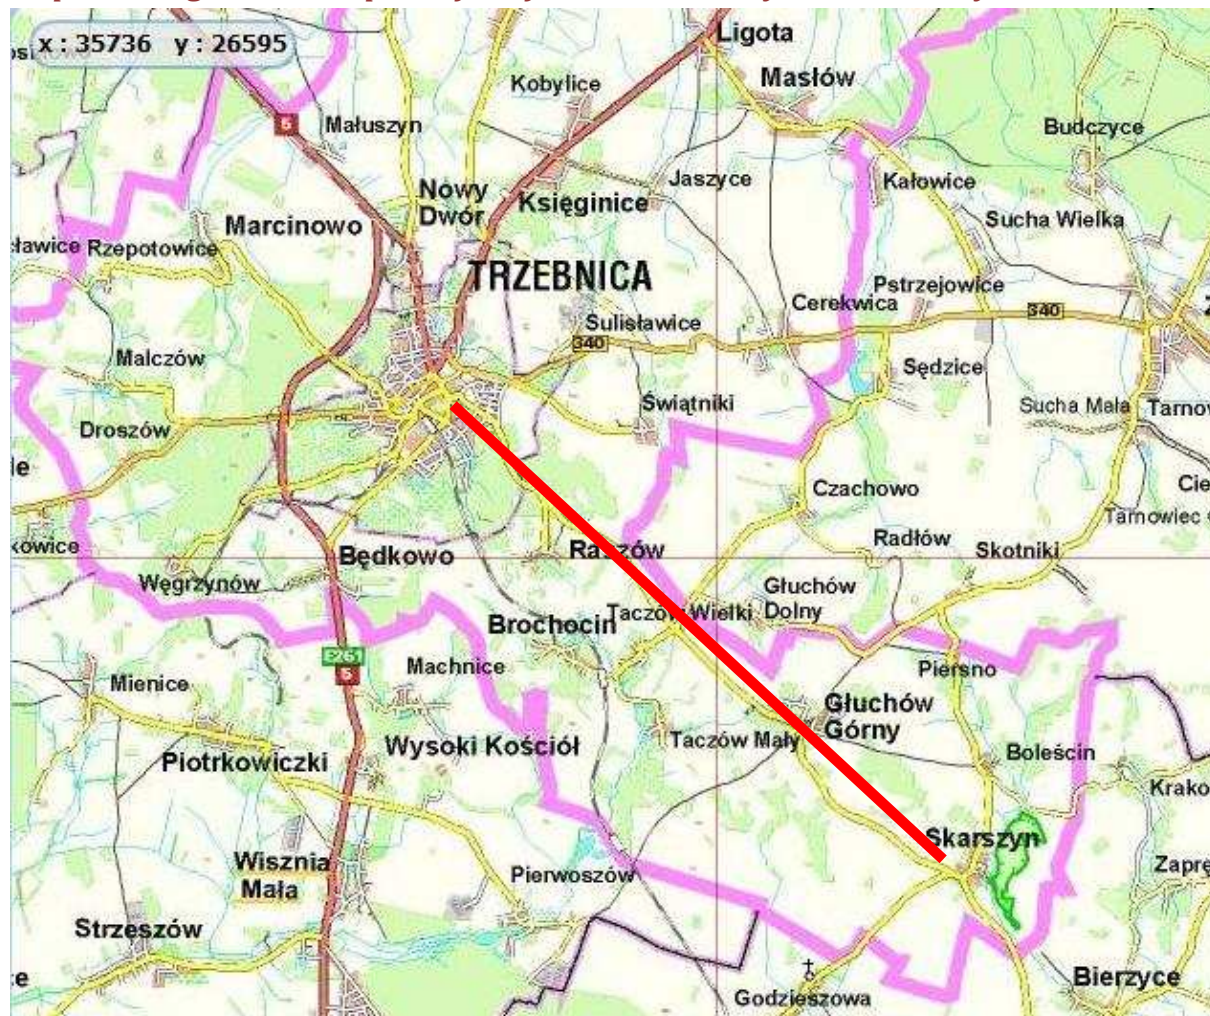 x : 35736 y : 26595
Ligota
Masłów
Kobylice
5
Małuszyn
Budczyce
Jaszyce
Kałowice
Nowy
Dwór
Księginice
Marcinowo
Sucha Wielka
Rzepotowice
TRZEBNICA
Pstrzejowice
Cerekwica
340
Sulisławice
340
Malczów
Sędzice
Świątniki
Sucha Mała
Droszów
Czachowo
Radłów
Skotniki
Będkowo
Raszów
Węgrzynów
Głuchów
Dolny
Taczów Wielki
Brochocin
E261
5
Machnice
Piersno
Mienice
Głuchów
Górny
Taczów Mały
Wysoki Kościół
Boleścin
Piotrkowiczki
Skarszyn
Wisznia
Mała
Pierwoszów
Strzeszów
Bierzyce
Godzieszowa